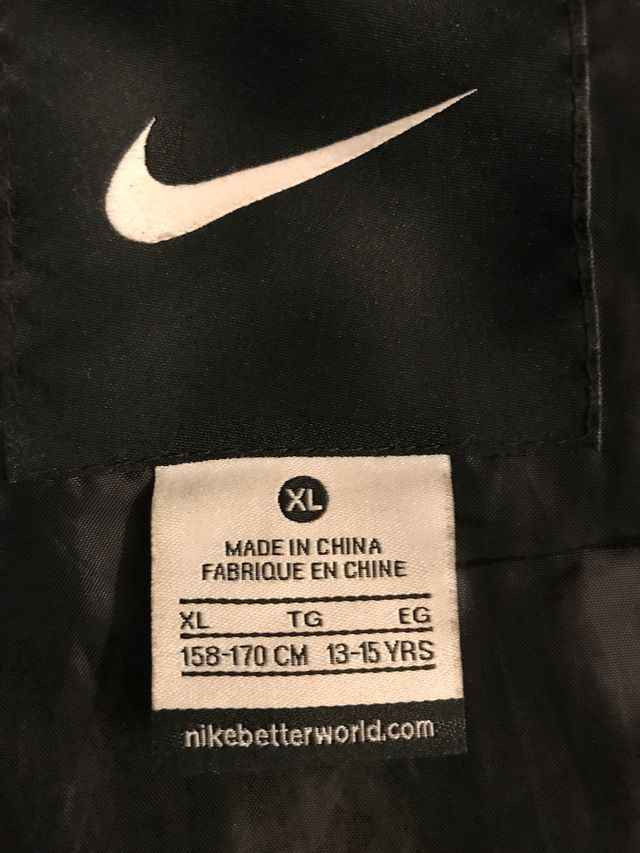 XL
MADE IN CHINA
FABRIQUE EN CHINE
XL TG EG
158-170 CM 13-15 YRS
nikebetterworld.com